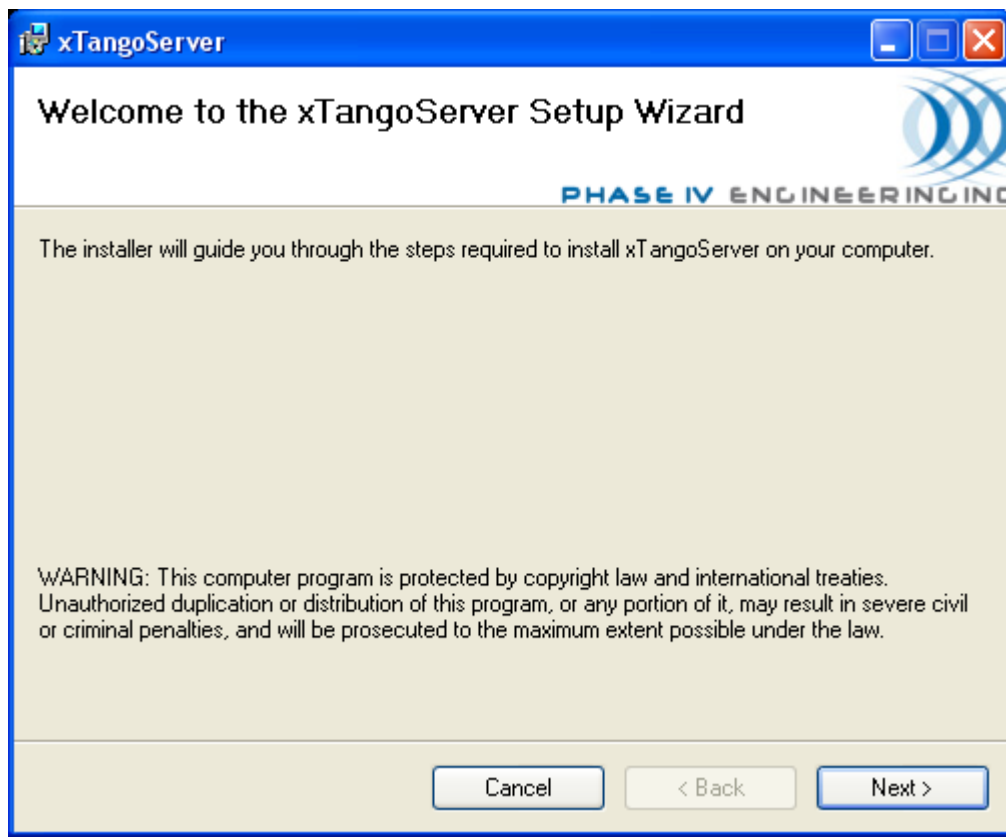 xTangoServer
Welcome to the xTangoServer Setup Wizard
PHASE IV ENGINEERING INC
The installer will guide you through the steps required to install xTangoServer on your computer.
WARNING: This computer program is protected by copyright law and international treaties.
Unauthorized duplication or distribution of this program, or any portion of it, may result in severe civil
or criminal penalties, and will be prosecuted to the maximum extent possible under the law.
Cancel < Back Next >